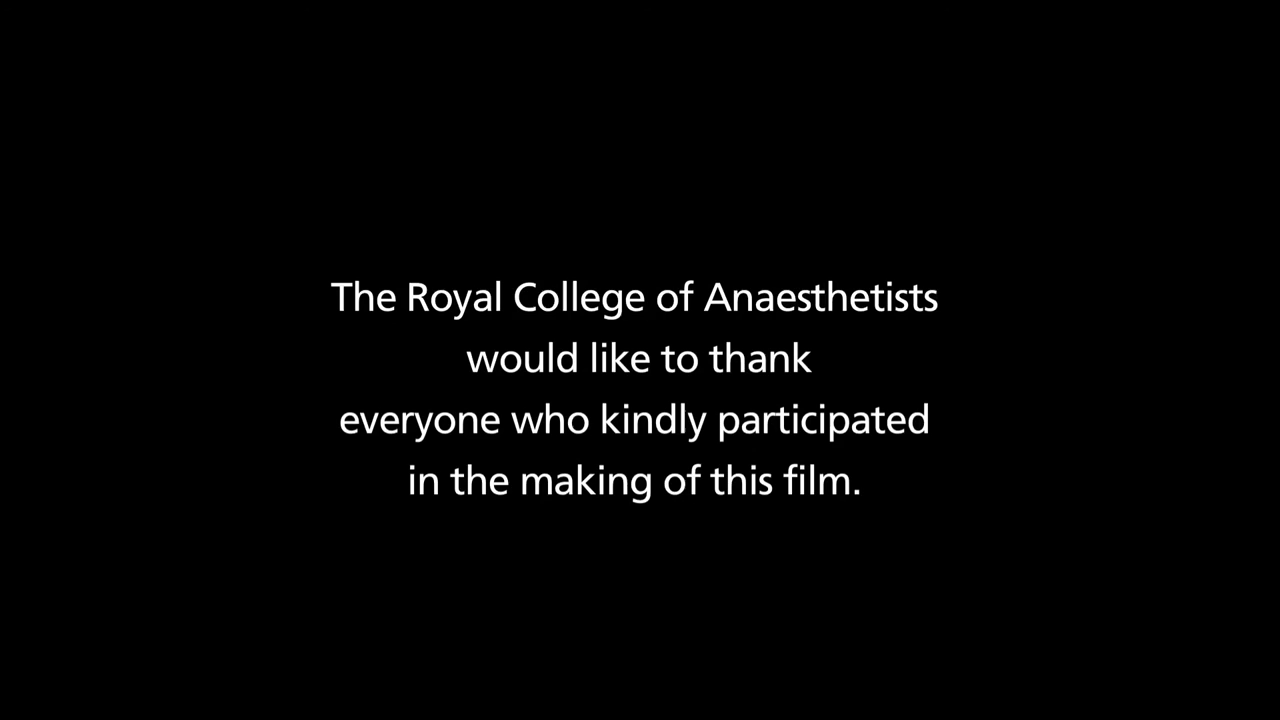 The Royal College of Anaesthetists
would like to thank
everyone who kindly participated
in the making of this film.